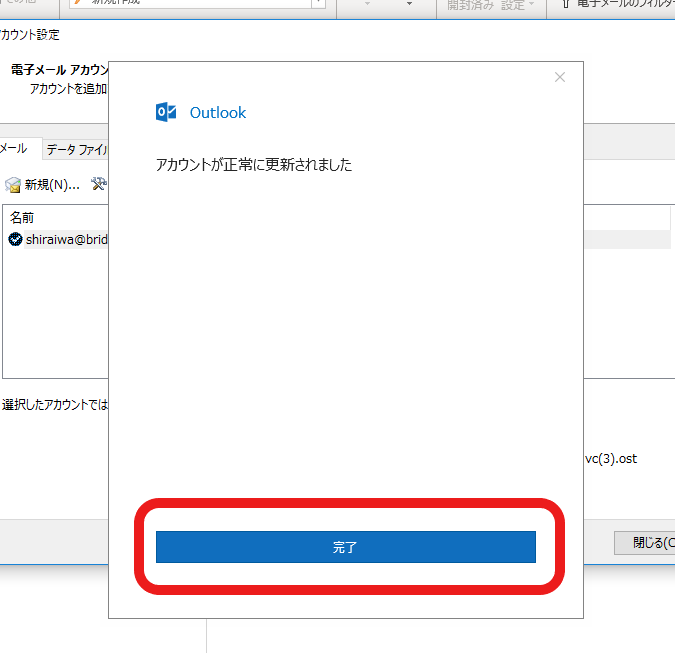 新規作成
開封済み 設定
電子メールのフィルター
アカウント設定
電子メール アカウン
アカウントを追加
メール
データ ファイル
新規(N)...
名前
shiraiwa@brid
選択したアカウントでは
Outlook
アカウントが正常に更新されました
vc(3).ost
完了
閉じる(C